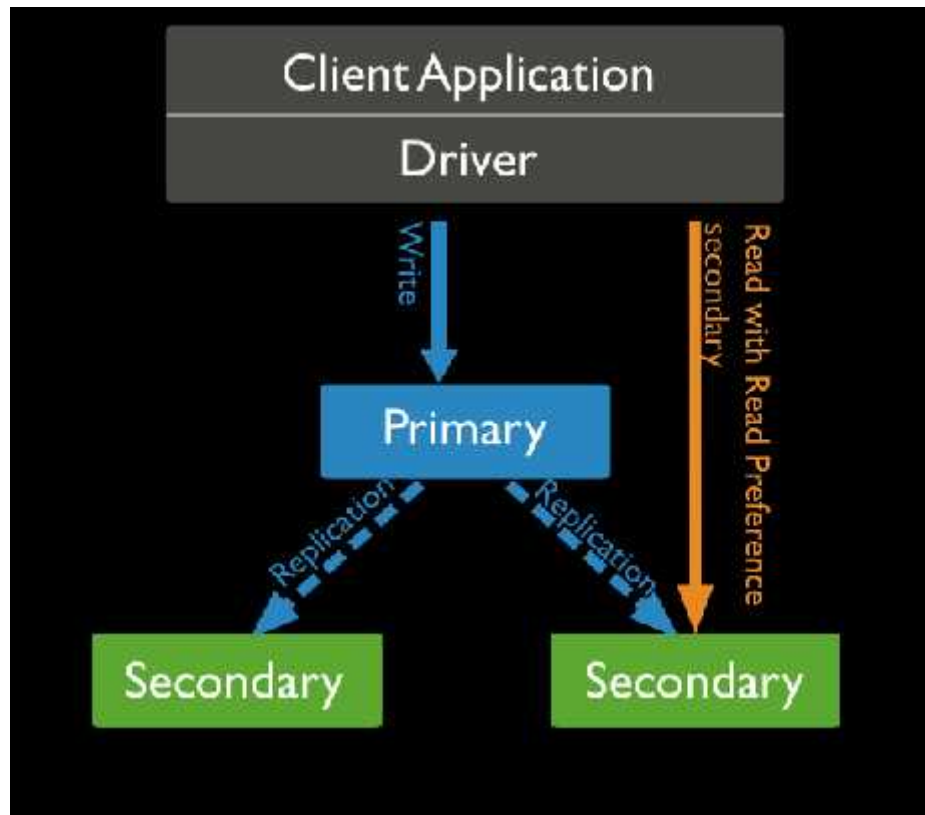 Client Application
Driver
Write
Read with Read Preference
secondary
Primary
Replication
Replication
Secondary
Secondary